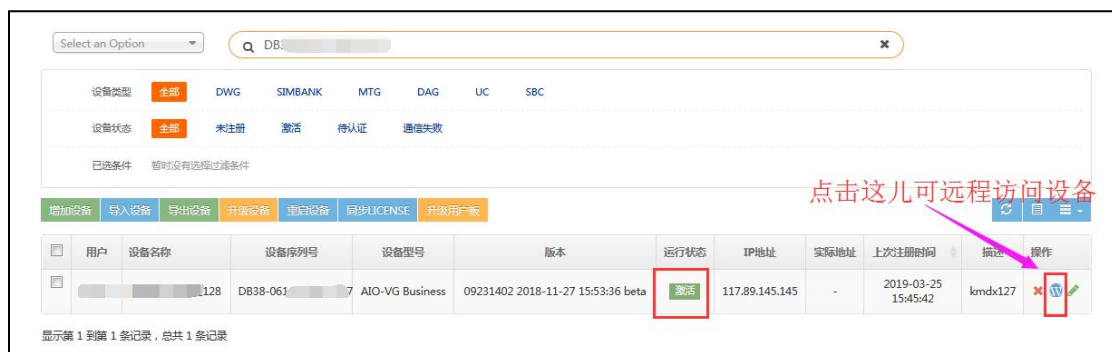 Select an Option DB3
设备类型 全部 DWG SIMBANK MTG DAG UC SBC
设备状态 全部 未注册 激活 待认证 通信失败
已选条件 暂时没有选择过滤条件
点击这儿可远程访问设备
增加设备 导入设备 导出设备 升级设备 重启设备 同步LICENSE 升级用户板
用户 设备名称 设备序列号 设备型号 版本 运行状态 IP地址 实际地址 上次注册时间 描述 操作
128 DB38-061 7 AIO-VG Business 09231402 2018-11-27 15:53:36 beta 激活 117.89.145.145 - 2019-03-25 kmdx127
15:45:42
显示第 1 到第 1 条记录，总共 1 条记录